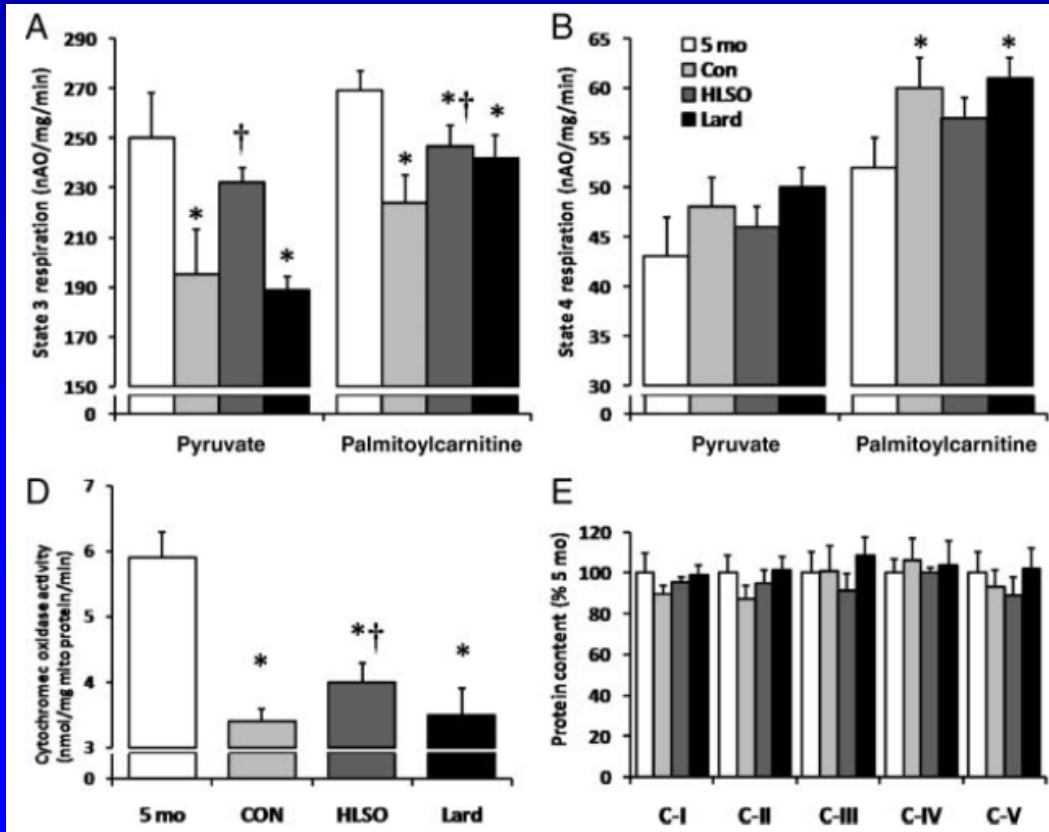 A
State 3 respiration (nAO/mg/min)
290
270
250
230
210
190
170
150
0
*
†
*
*
*†
*
Pyruvate
Palmitoylcarnitine
B
State 4 respiration (nAO/mg/min)
65
60
55
50
45
40
35
30
0
5 mo
Con
HLSO
Lard
*
*
Pyruvate
Palmitoylcarnitine
D
Cytochromec oxidase activity
(nmol/mg mito protein/min)
7
6
5
4
3
0
*
*†
*
5 mo
CON
HLSO
Lard
E
Protein content (% 5 mo)
120
100
80
60
40
20
0
C-I
C-II
C-III
C-IV
C-V